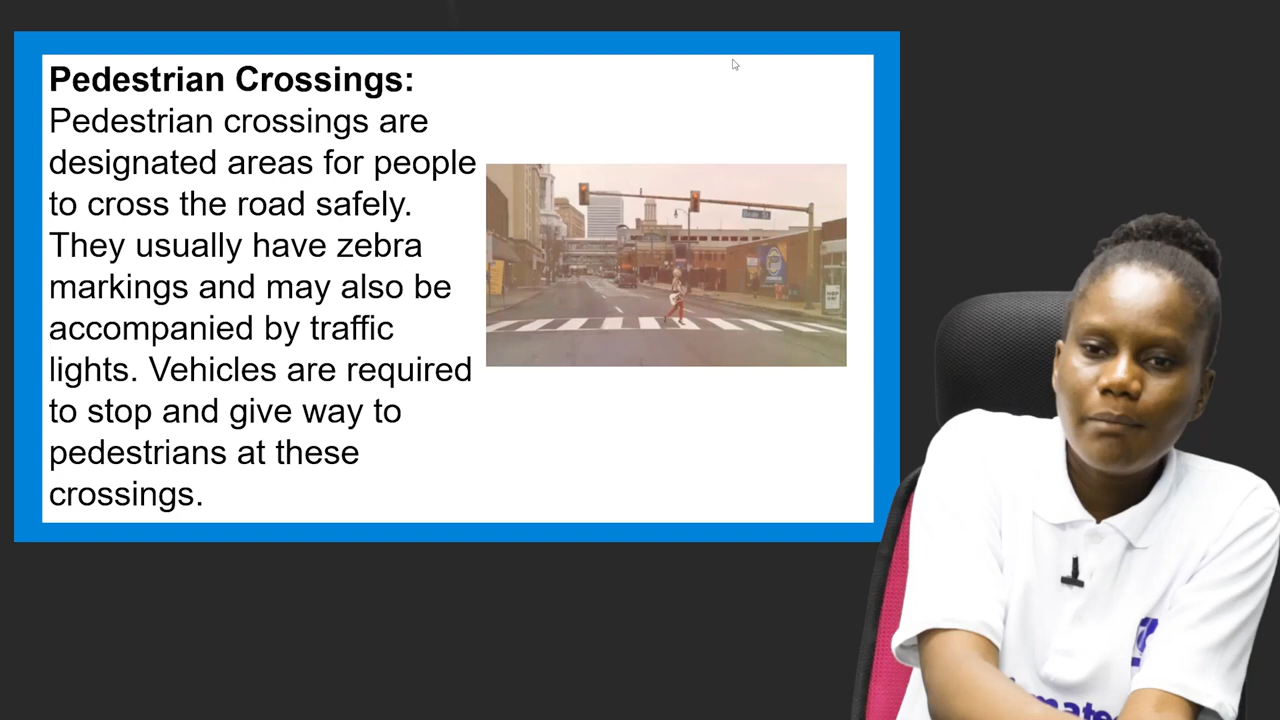 Pedestrian Crossings:
Pedestrian crossings are
designated areas for people
to cross the road safely.
They usually have zebra
markings and may also be
accompanied by traffic
lights. Vehicles are required
to stop and give way to
pedestrians at these
crossings.